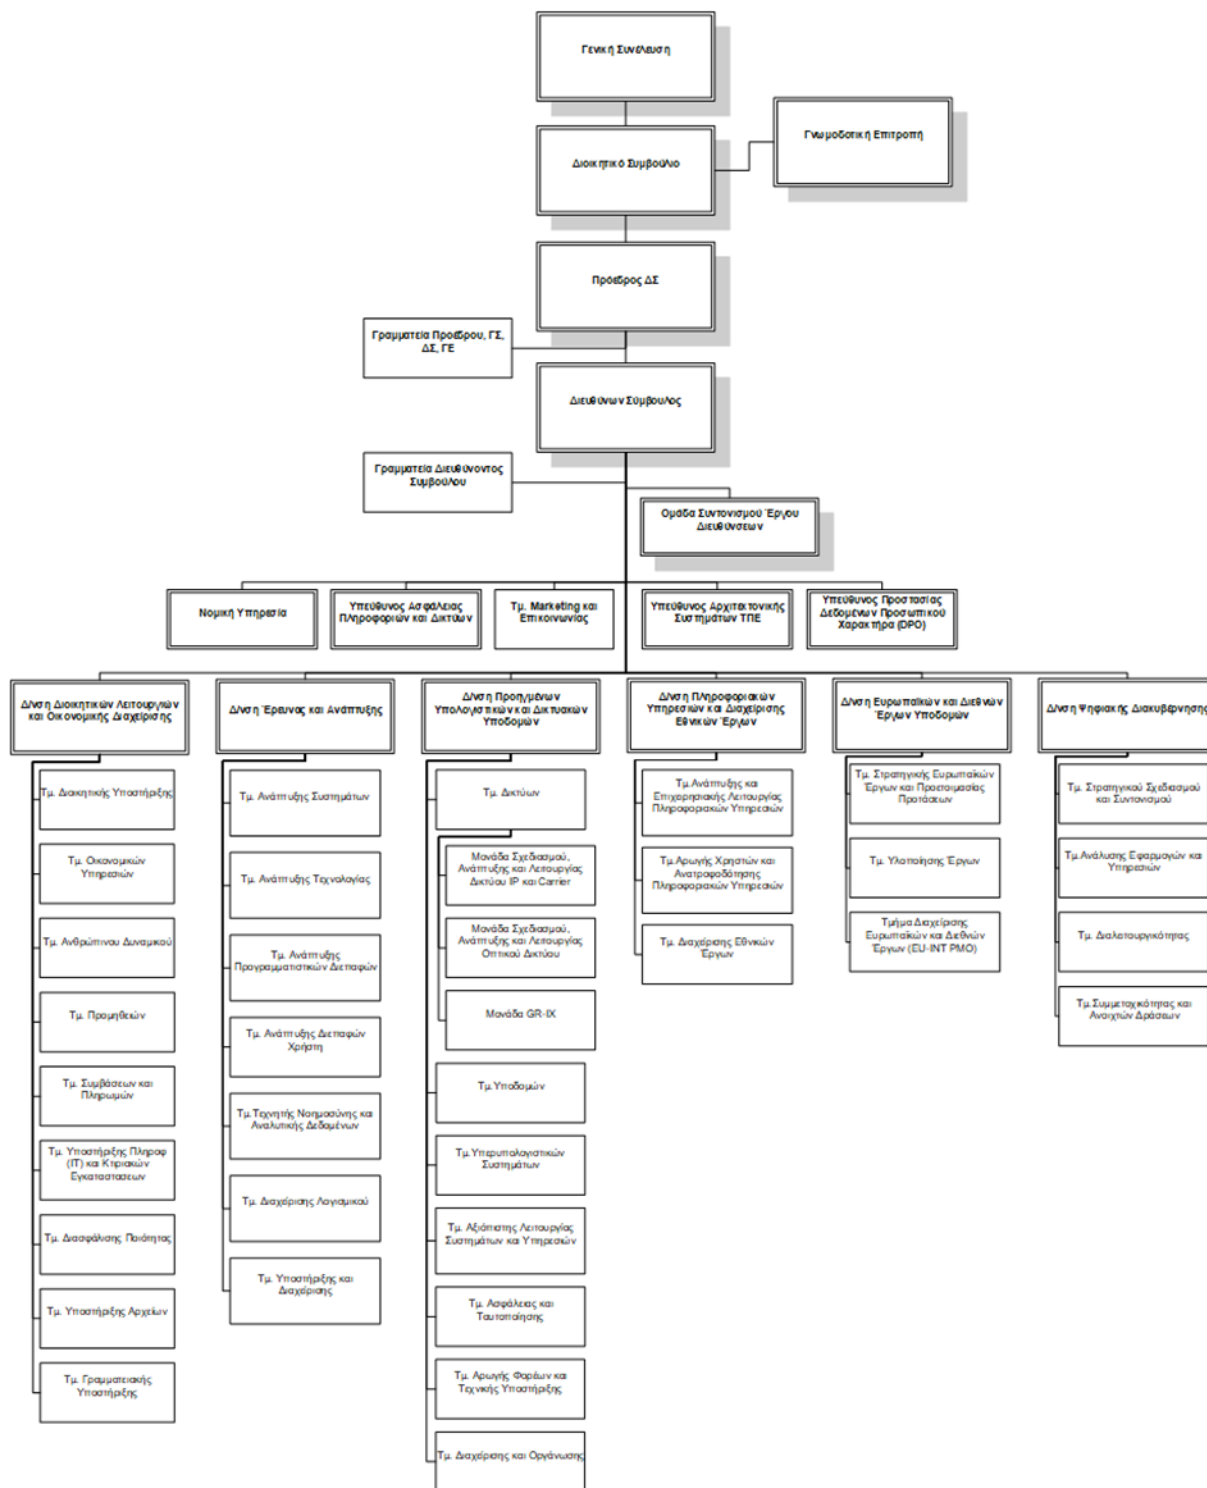 Γενική Συνέλευση
Γνωμοδοτική Επιτροπή
Διοικητικό Συμβούλιο
Πρόεδρος ΔΣ
Γραμματεία Προέδρου, ΓΣ,
ΔΣ, ΓΕ
Διευθύνων Σύμβουλος
Γραμματεία Διευθύνοντος
Συμβούλου
Ομάδα Συντονισμού Έργου
Διευθύνσεων
Νομική Υπηρεσία
Υπεύθυνος Ασφάλειας
Πληροφοριών και Δικτύων
Τμ. Marketing και
Επικοινωνίας
Υπεύθυνος Αρχιτεκτονικής
Συστημάτων ΤΠΕ
Υπεύθυνος Προστασίας
Δεδομένων Προσωπικού
Χαρακτήρα (DPO)
Δ/νση Διοικητικών Λειτουργιών
και Οικονομικής Διαχείρισης
Τμ. Διοικητικής Υποστήριξης
Τμ. Οικονομικών
Υπηρεσιών
Τμ. Ανθρώπινου Δυναμικού
Τμ. Προμηθειών
Τμ. Συμβάσεων και
Πληρωμών
Τμ. Υποστήριξης Πληροφ
(IT) και Κτιριακών
Εγκαταστασεων
Τμ. Διασφάλισης Ποιότητας
Τμ. Υποστήριξης Αρχείων
Τμ. Γραμματειακής
Υποστήριξης
Δ/νση Έρευνας και Ανάπτυξης
Τμ. Ανάπτυξης Συστημάτων
Τμ. Ανάπτυξης Τεχνολογίας
Τμ. Ανάπτυξης
Προγραμματιστικών Διεπαφών
Τμ. Ανάπτυξης Διεπαφών
Χρήστη
Τμ.Τεχνητής Νοημοσύνης και
Αναλυτικής Δεδομένων
Τμ. Διαχείρισης Λογισμικού
Τμ. Υποστήριξης και
Διαχείρισης
Δ/νση Προηγμένων
Υπολογιστικών και Δικτυακών
Υποδομών
Τμ. Δικτύων
Μονάδα Σχεδιασμού,
Ανάπτυξης και Λειτουργίας
Δικτύου IP και Carrier
Μονάδα Σχεδιασμού,
Ανάπτυξης και Λειτουργίας
Οπτικού Δικτύου
Μονάδα GR-IX
Τμ.Υποδομών
Τμ.Υπερυπολογιστικών
Συστημάτων
Τμ. Αξιόπιστης Λειτουργίας
Συστημάτων και Υπηρεσιών
Τμ. Ασφάλειας και
Ταυτοποίησης
Τμ. Αρωγής Φορέων και
Τεχνικής Υποστήριξης
Τμ. Διαχείρισης και Οργάνωσης
Δ/νση Πληροφοριακών
Υπηρεσιών και Διαχείρισης
Εθνικών Έργων
Τμ.Ανάπτυξης και
Επιχειρησιακής Λειτουργίας
Πληροφοριακών Υπηρεσιών
Τμ.Αρωγής Χρηστών και
Ανατροφοδότησης
Πληροφοριακών Υπηρεσιών
Τμ. Διαχείρισης Εθνικών
Έργων
Δ/νση Ευρωπαϊκών και Διεθνών
Έργων Υποδομών
Τμ. Στρατηγικής Ευρωπαϊκών
Έργων και Προετοιμασίας
Προτάσεων
Τμ. Υλοποίησης Έργων
Τμήμα Διαχείρισης
Ευρωπαϊκών και Διεθνών
Έργων (EU-INT PMO)
Δ/νση Ψηφιακής Διακυβέρνησης
Τμ. Στρατηγικού Σχεδιασμού
και Συντονισμού
Τμ.Ανάλυσης Εφαρμογών και
Υπηρεσιών
Τμ. Διαλειτουργικότητας
Τμ.Συμμετοχικότητας και
Ανοιχτών Δράσεων